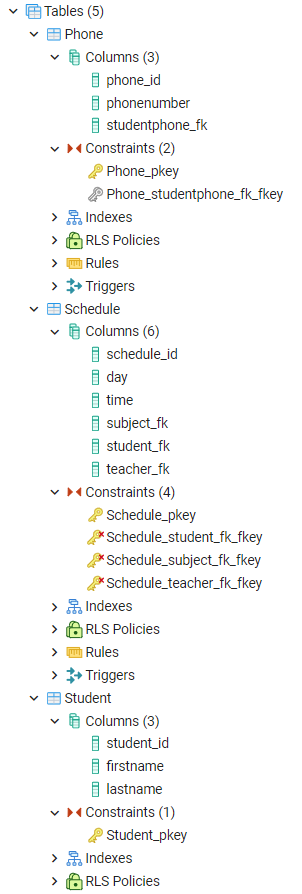 Tables (5)
Phone
Columns (3)
phone_id
phonenumber
studentphone_fk
Constraints (2)
Phone_pkey
Phone_studentphone_fk_fkey
Indexes
RLS Policies
Rules
Triggers
Schedule
Columns (6)
schedule_id
day
time
subject_fk
student_fk
teacher_fk
Constraints (4)
Schedule_pkey
Schedule_student_fk_fkey
Schedule_subject_fk_fkey
Schedule_teacher_fk_fkey
Indexes
RLS Policies
Rules
Triggers
Student
Columns (3)
student_id
firstname
lastname
Constraints (1)
Student_pkey
Indexes
RLS Policies